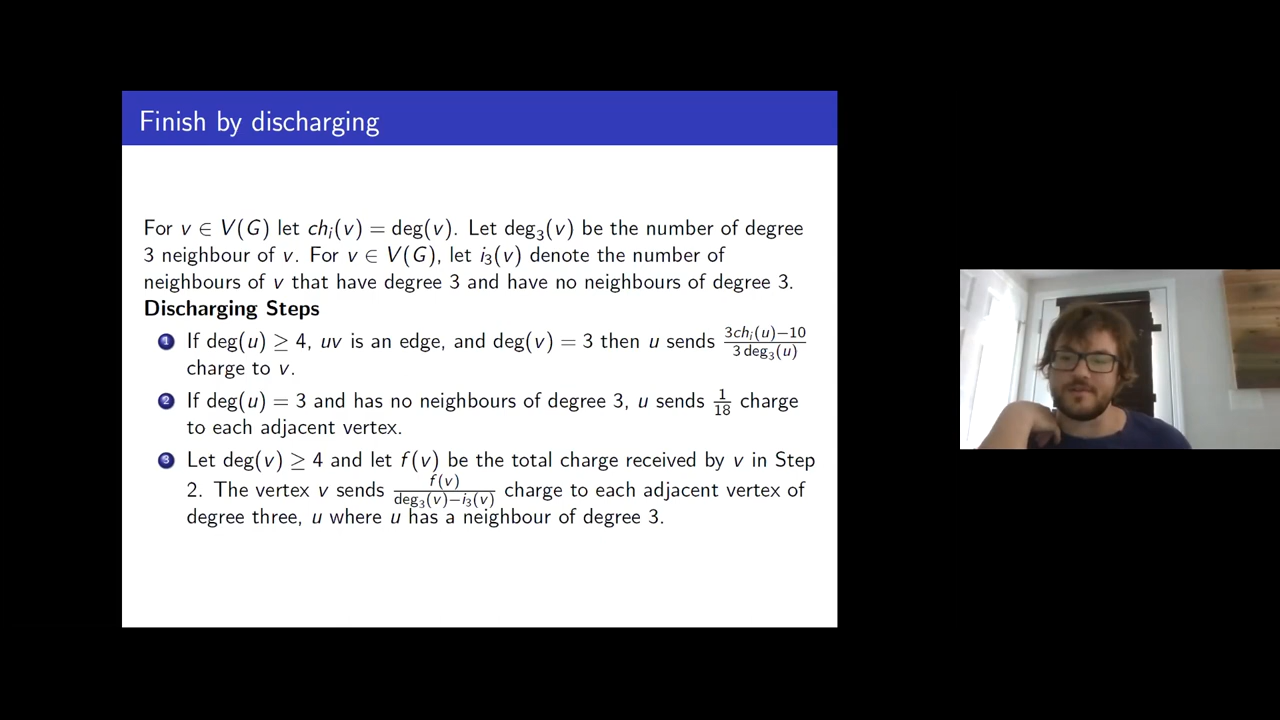 Finish by discharging
For v ∈ V(G) let ch_i(v) = deg(v). Let deg_3(v) be the number of degree
3 neighbour of v. For v ∈ V(G), let i_3(v) denote the number of
neighbours of v that have degree 3 and have no neighbours of degree 3.
Discharging Steps
1 If deg(u) ≥ 4, uv is an edge, and deg(v) = 3 then u sends \frac{3ch_i(u)−10}{3 deg_3(u)}
charge to v.
2 If deg(u) = 3 and has no neighbours of degree 3, u sends \frac{1}{18} charge
to each adjacent vertex.
3 Let deg(v) ≥ 4 and let f(v) be the total charge received by v in Step
2. The vertex v sends \frac{f(v)}{deg_3(v)−i_3(v)} charge to each adjacent vertex of
degree three, u where u has a neighbour of degree 3.